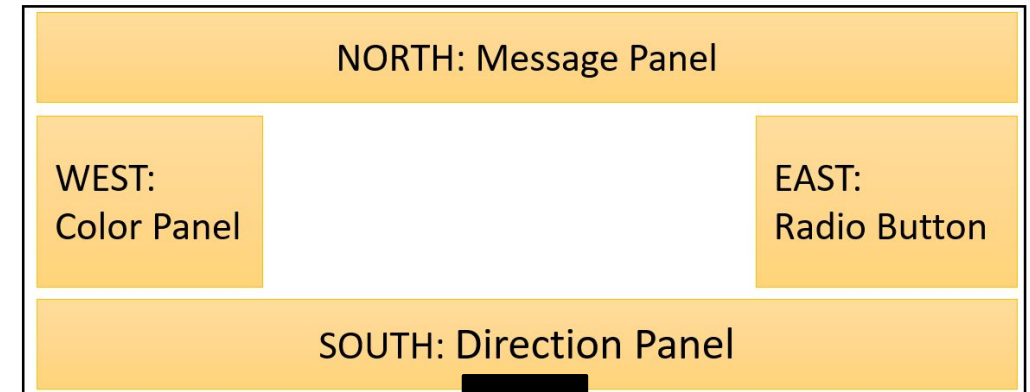 NORTH: Message Panel
WEST:
Color Panel
EAST:
Radio Button
SOUTH: Direction Panel